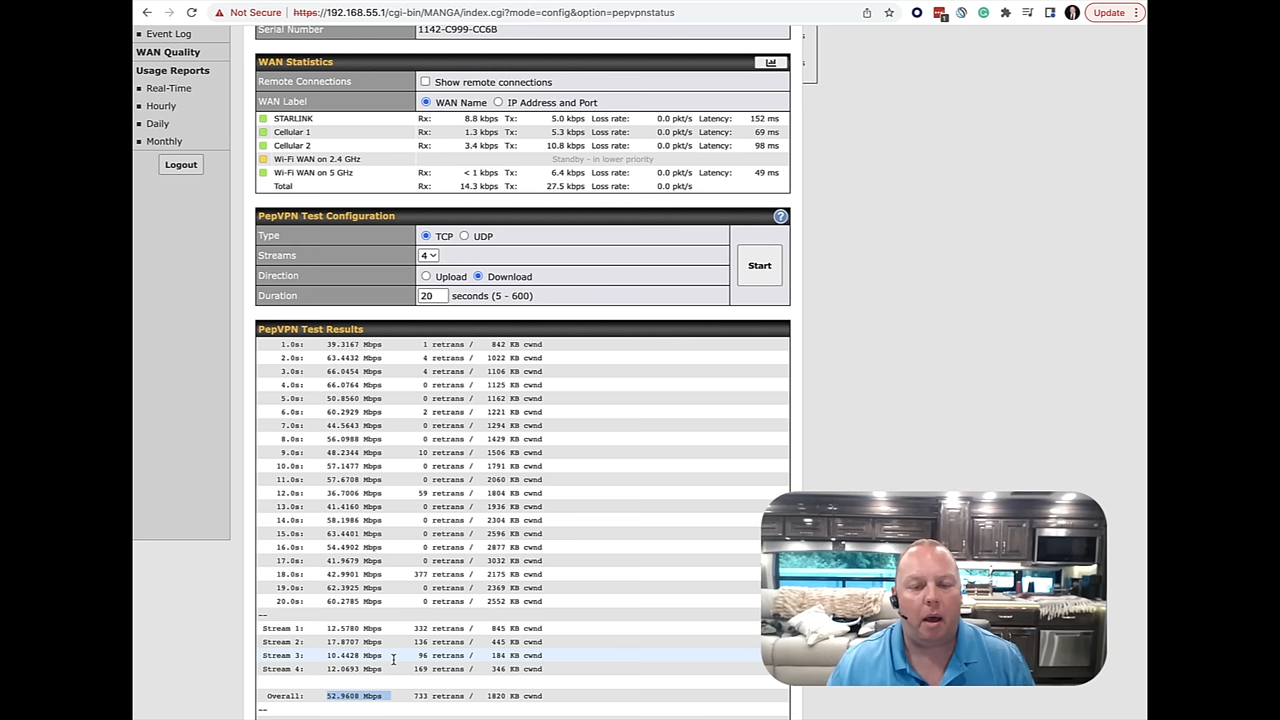 Not Secure https://192.168.55.1/cgi-bin/MANGA/index.cgi?mode=config&option=pepvpnstatus 1 Update
Event Log
WAN Quality
Usage Reports
Real-Time
Hourly
Daily
Monthly
Logout
Serial Number 1142-C999-CC6B
WAN Statistics
Remote Connections Show remote connections
WAN Label WAN Name IP Address and Port
STARLINK Rx: 8.8 kbps Tx: 5.0 kbps Loss rate: 0.0 pkt/s Latency: 152 ms
Cellular 1 Rx: 1.3 kbps Tx: 5.3 kbps Loss rate: 0.0 pkt/s Latency: 69 ms
Cellular 2 Rx: 3.4 kbps Tx: 10.8 kbps Loss rate: 0.0 pkt/s Latency: 98 ms
Wi-Fi WAN on 2.4 GHz Standby - in lower priority
Wi-Fi WAN on 5 GHz Rx: < 1 kbps Tx: 6.4 kbps Loss rate: 0.0 pkt/s Latency: 49 ms
Total Rx: 14.3 kbps Tx: 27.5 kbps Loss rate: 0.0 pkt/s
PepVPN Test Configuration ?
Type TCP UDP
Streams 4
Direction Upload Download
Duration 20 seconds (5 - 600)
Start
PepVPN Test Results
1.0s: 39.3167 Mbps 1 retrans / 842 KB cwnd
2.0s: 63.4432 Mbps 4 retrans / 1022 KB cwnd
3.0s: 66.0454 Mbps 4 retrans / 1106 KB cwnd
4.0s: 66.0764 Mbps 0 retrans / 1125 KB cwnd
5.0s: 50.8560 Mbps 0 retrans / 1162 KB cwnd
6.0s: 60.2929 Mbps 2 retrans / 1221 KB cwnd
7.0s: 44.5643 Mbps 0 retrans / 1294 KB cwnd
8.0s: 56.0988 Mbps 0 retrans / 1429 KB cwnd
9.0s: 48.2344 Mbps 10 retrans / 1506 KB cwnd
10.0s: 57.1477 Mbps 0 retrans / 1791 KB cwnd
11.0s: 57.6708 Mbps 0 retrans / 2060 KB cwnd
12.0s: 36.7006 Mbps 59 retrans / 1804 KB cwnd
13.0s: 41.4160 Mbps 0 retrans / 1936 KB cwnd
14.0s: 58.1986 Mbps 0 retrans / 2304 KB cwnd
15.0s: 63.4401 Mbps 0 retrans / 2596 KB cwnd
16.0s: 54.4902 Mbps 0 retrans / 2877 KB cwnd
17.0s: 41.9679 Mbps 0 retrans / 3032 KB cwnd
18.0s: 42.9901 Mbps 377 retrans / 2175 KB cwnd
19.0s: 62.3925 Mbps 0 retrans / 2369 KB cwnd
20.0s: 60.2785 Mbps 0 retrans / 2552 KB cwnd
--
Stream 1: 12.5780 Mbps 332 retrans / 845 KB cwnd
Stream 2: 17.8707 Mbps 136 retrans / 445 KB cwnd
Stream 3: 10.4428 Mbps 96 retrans / 184 KB cwnd
Stream 4: 12.0693 Mbps 169 retrans / 346 KB cwnd
Overall: 52.9608 Mbps 733 retrans / 1820 KB cwnd
--